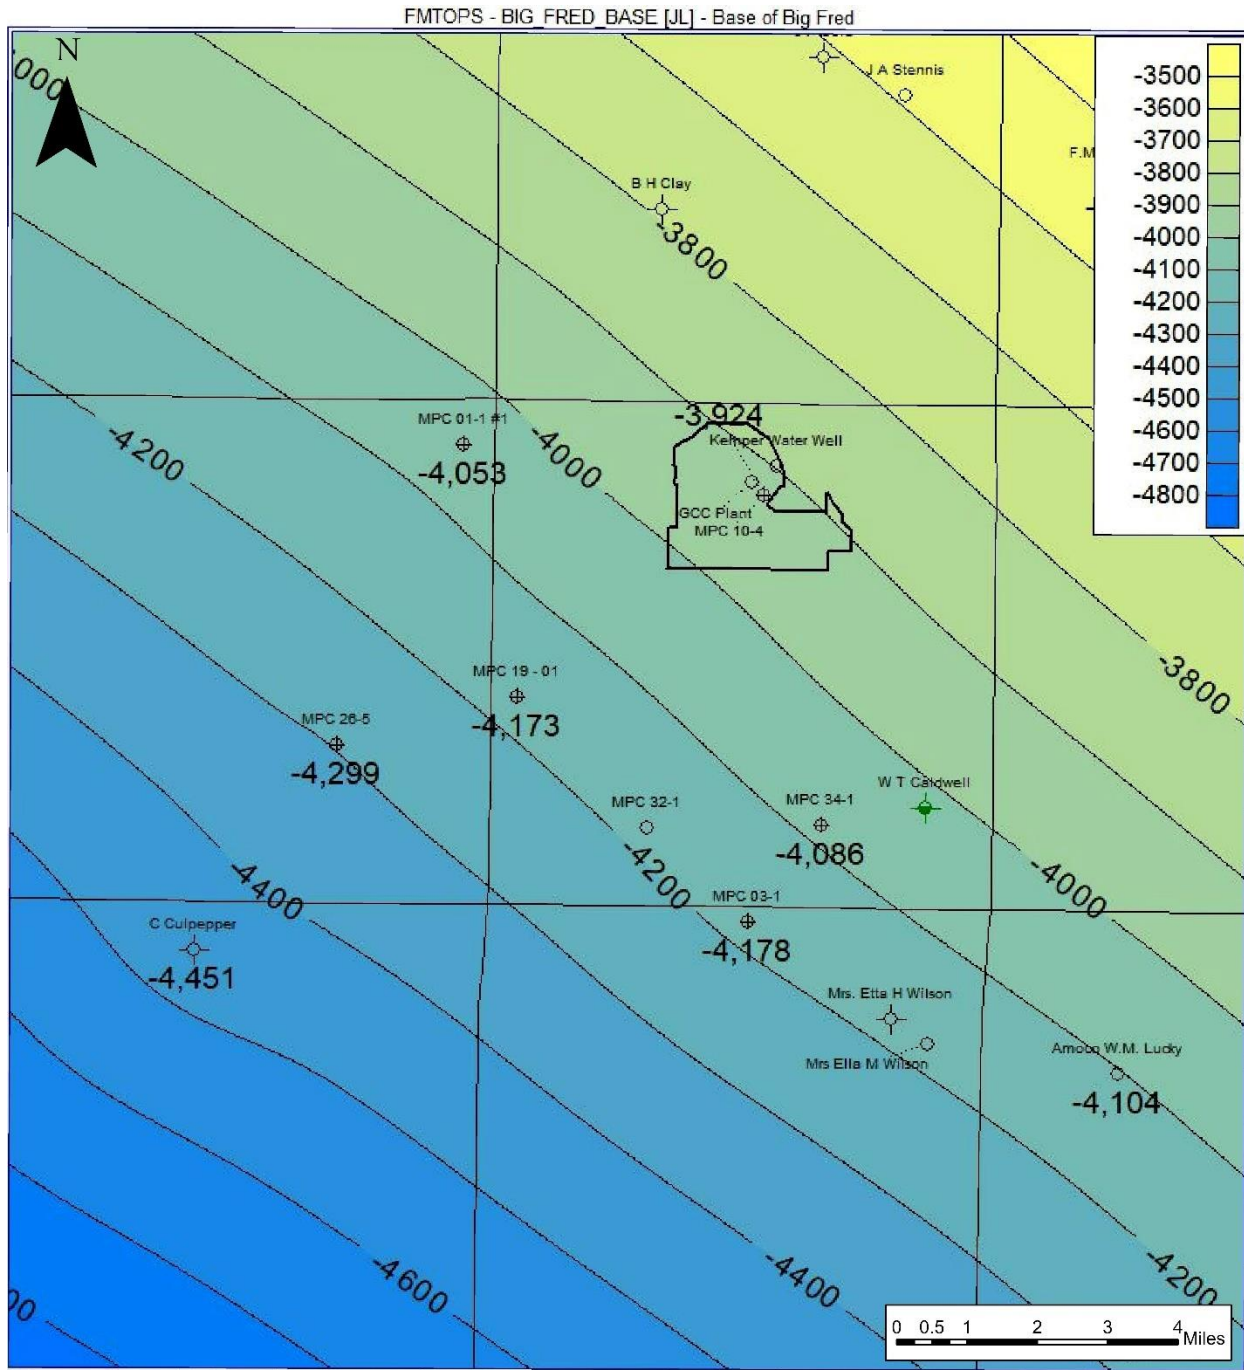 FMTOPS - BIG_FRED_BASE [JL] - Base of Big Fred
N
000
J A Stennis
F.M
B H Clay
-3800
-3500
-3600
-3700
-3800
-3900
-4000
-4100
-4200
-4300
-4400
-4500
-4600
-4700
-4800
MPC 01-1 #1
-4,053
-4200
-4000
-3,924
Kemper Water Well
GCC Plant
MPC 10-4
-3800
MPC 19 - 01
-4,173
MPC 26-5
-4,299
W T Caldwell
MPC 32-1
MPC 34-1
-4,086
-4200
-4000
-4400
MPC 03-1
-4,178
C Culpepper
-4,451
Mrs. Etta H Wilson
Mrs Ella M Wilson
Amoco W.M. Lucky
-4,104
-4600
-4400
-4200
00
0 0.5 1 2 3 4
Miles